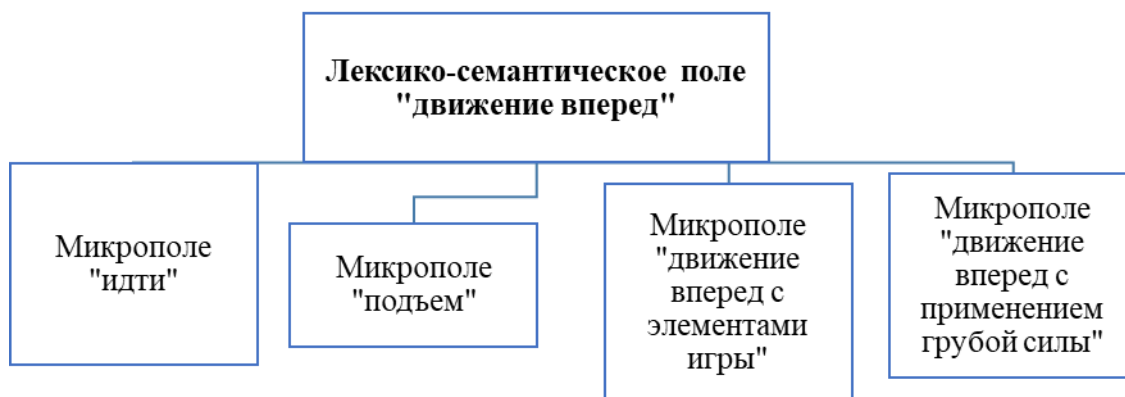 Лексико-семантическое поле
"движение вперед"
Микрополе
"идти"
Микрополе
"подъем"
Микрополе
"движение
вперед с
элементами
игры"
Микрополе
"движение
вперед с
применением
грубой силы"